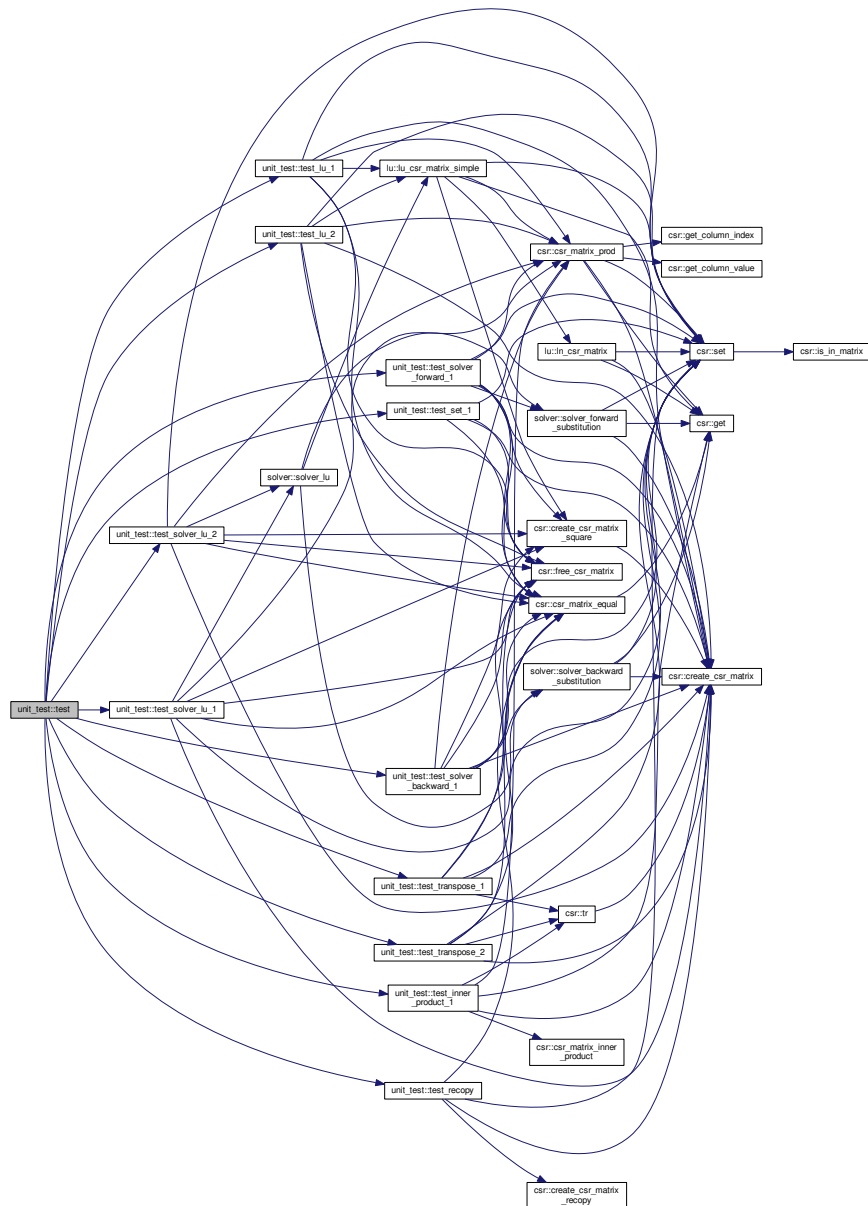 unit_test::test_lu_1
lu::lu_csr_matrix_simple
unit_test::test_lu_2
csr::get_column_index
csr::csr_matrix_prod
csr::get_column_value
lu::ln_csr_matrix
csr::set
csr::is_in_matrix
unit_test::test_solver
_forward_1
unit_test::test_set_1
solver::solver_forward
_substitution
csr::get
solver::solver_lu
unit_test::test_solver_lu_2
csr::create_csr_matrix
_square
csr::free_csr_matrix
csr::csr_matrix_equal
solver::solver_backward
_substitution
csr::create_csr_matrix
unit_test::test
unit_test::test_solver_lu_1
unit_test::test_solver
_backward_1
unit_test::test_transpose_1
csr::tr
unit_test::test_transpose_2
unit_test::test_inner
_product_1
csr::csr_matrix_inner
_product
unit_test::test_recopy
csr::create_csr_matrix
_recopy